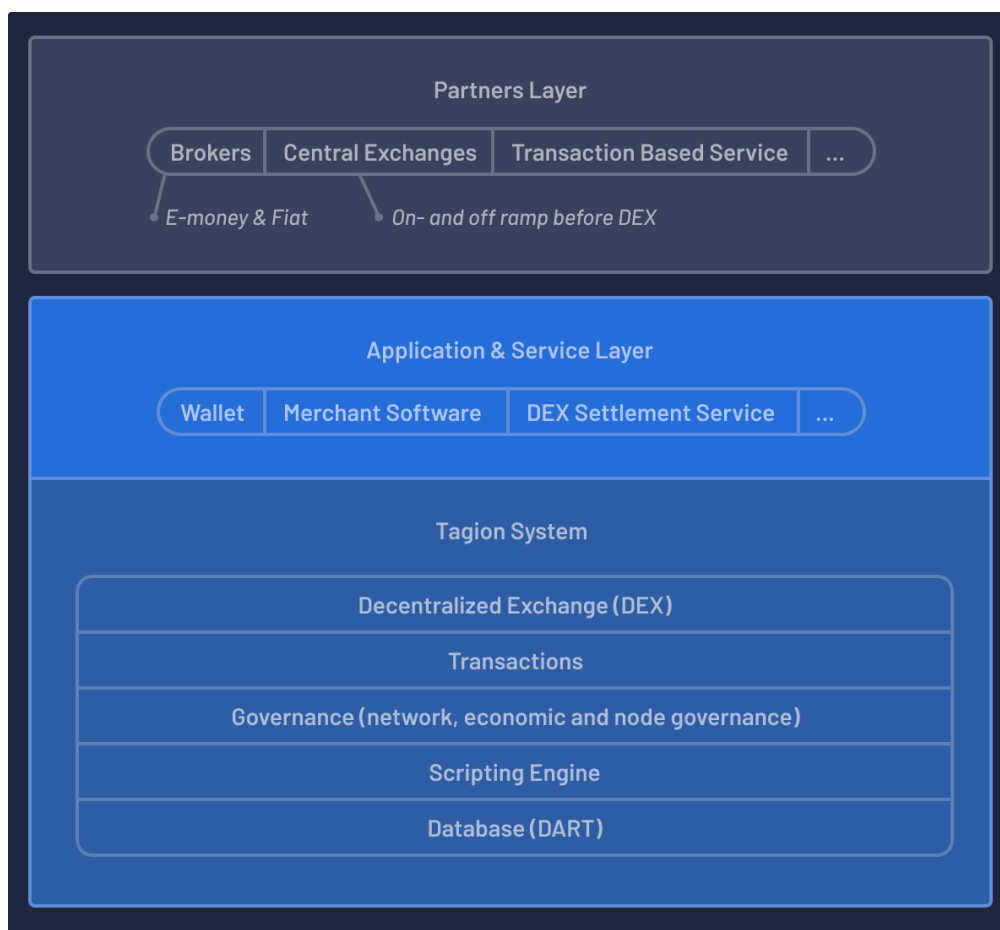 Partners Layer
Brokers Central Exchanges Transaction Based Service ...
E-money & Fiat On- and off ramp before DEX
Application & Service Layer
Wallet Merchant Software DEX Settlement Service ...
Tagion System
Decentralized Exchange (DEX)
Transactions
Governance (network, economic and node governance)
Scripting Engine
Database (DART)